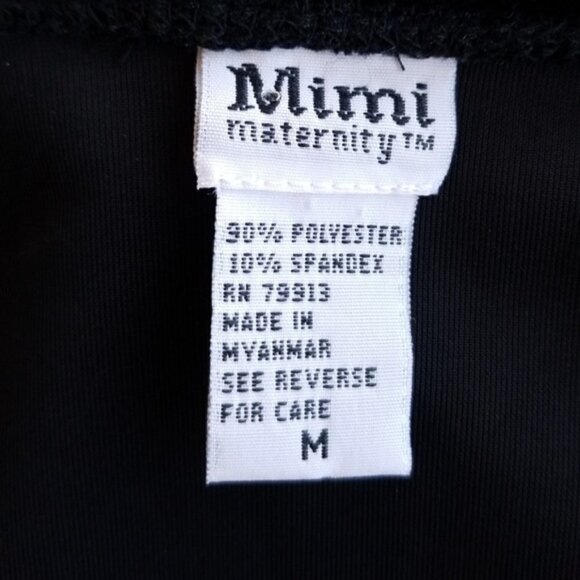 Mimi
maternity™
90% POLYESTER
10% SPANDEX
RN 79913
MADE IN
MYANMAR
SEE REVERSE
FOR CARE
M